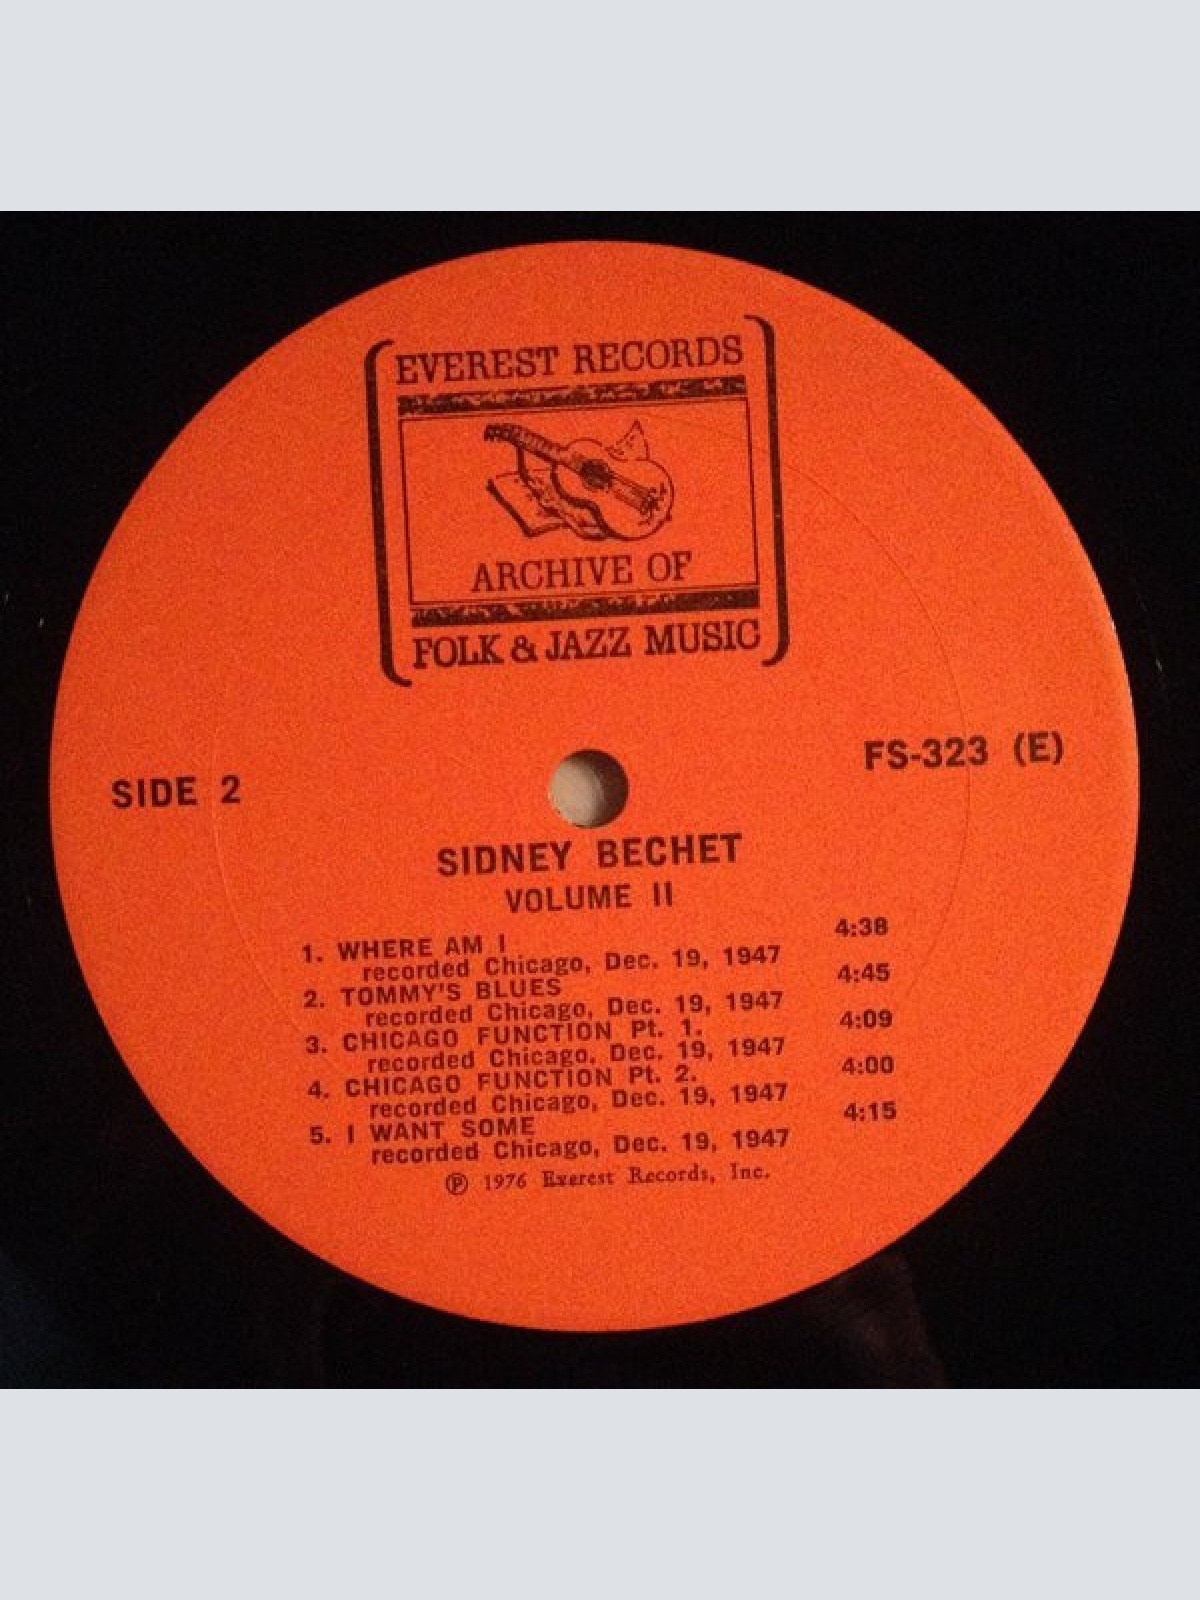 EVEREST RECORDS
ARCHIVE OF
FOLK & JAZZ MUSIC
SIDE 2
FS-323 (E)
SIDNEY BECHET
VOLUME II
1. WHERE AM I 4:38
recorded Chicago, Dec. 19, 1947
2. TOMMY'S BLUES 4:45
recorded Chicago, Dec. 19, 1947
3. CHICAGO FUNCTION Pt. 1. 4:09
recorded Chicago, Dec. 19, 1947
4. CHICAGO FUNCTION Pt. 2. 4:00
recorded Chicago, Dec. 19, 1947
5. I WANT SOME 4:15
recorded Chicago, Dec. 19, 1947
℗ 1976 Everest Records, Inc.